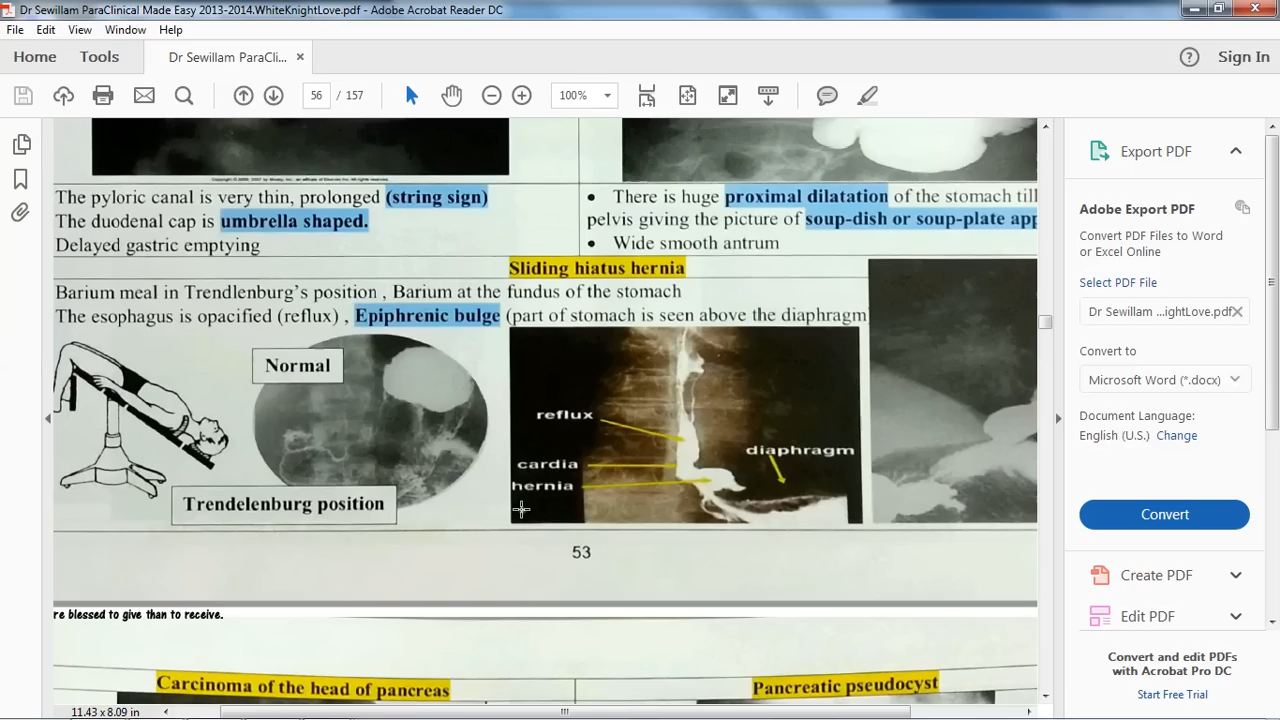 Dr Sewillam ParaClinical Made Easy 2013-2014.WhiteKnightLove.pdf - Adobe Acrobat Reader DC
File Edit View Window Help
Home Tools Dr Sewillam ParaCli... × Sign In
56 / 157 100%
The pyloric canal is very thin, prolonged (string sign)
The duodenal cap is umbrella shaped.
Delayed gastric emptying
• There is huge proximal dilatation of the stomach till
pelvis giving the picture of soup-dish or soup-plate app
• Wide smooth antrum
Sliding hiatus hernia
Barium meal in Trendlenburg's position , Barium at the fundus of the stomach
The esophagus is opacified (reflux) , Epiphrenic bulge (part of stomach is seen above the diaphragm
Normal
Trendelenburg position
reflux
cardia
hernia
diaphragm
53
re blessed to give than to receive.
Carcinoma of the head of pancreas
Pancreatic pseudocyst
11.43 x 8.09 in
Export PDF
Adobe Export PDF
Convert PDF Files to Word
or Excel Online
Select PDF File
Dr Sewillam ...ightLove.pdf
Convert to
Microsoft Word (*.docx)
Document Language:
English (U.S.) Change
Convert
Create PDF
Edit PDF
Convert and edit PDFs
with Acrobat Pro DC
Start Free Trial